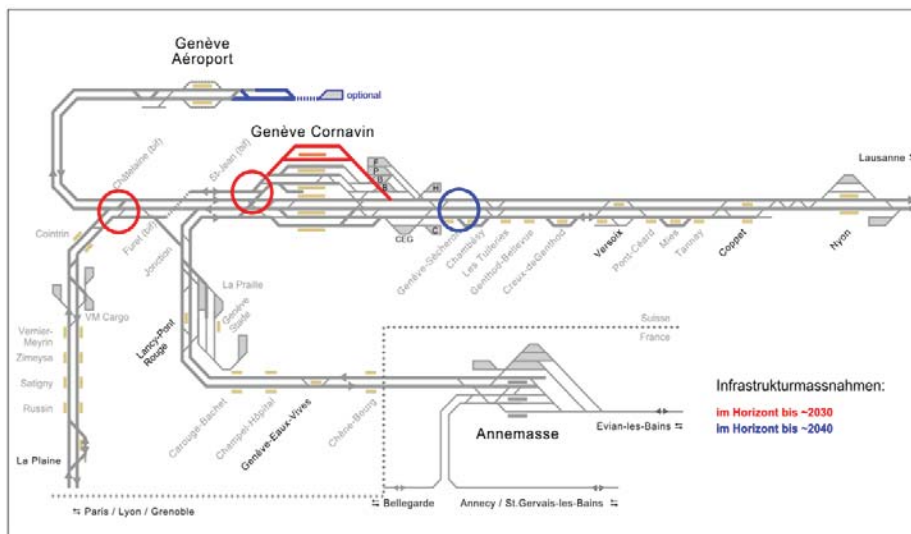 Genève
Aéroport
optional
Genève Cornavin
Châtelaine (bif)
St-Jean (bif)
Lausanne
F
P
B
B
H
C
CEG
Cointrin
Furet (bif)
Jonction
Genève-Sécheron
Chambésy
Les Tuileries
Genthod-Bellevue
Creux-deGenthod
Versoix
Pont-Céard
Mies
Tannay
Coppet
Nyon
VM Cargo
La Praille
Genève
Stade
Lancy-Pont
Rouge
Vernier-
Meyrin
Zimeysa
Satigny
Russin
La Plaine
Suisse
France
Carouge-Bachet
Champel-Hôpital
Genève-Eaux-Vives
Chêne-Bourg
Annemasse
Evian-les-Bains ⇆
Infrastrukturmassnahmen:
im Horizont bis ~2030
im Horizont bis ~2040
⇆ Bellegarde
Annecy / St.Gervais-les-Bains ⇆
⇆ Paris / Lyon / Grenoble